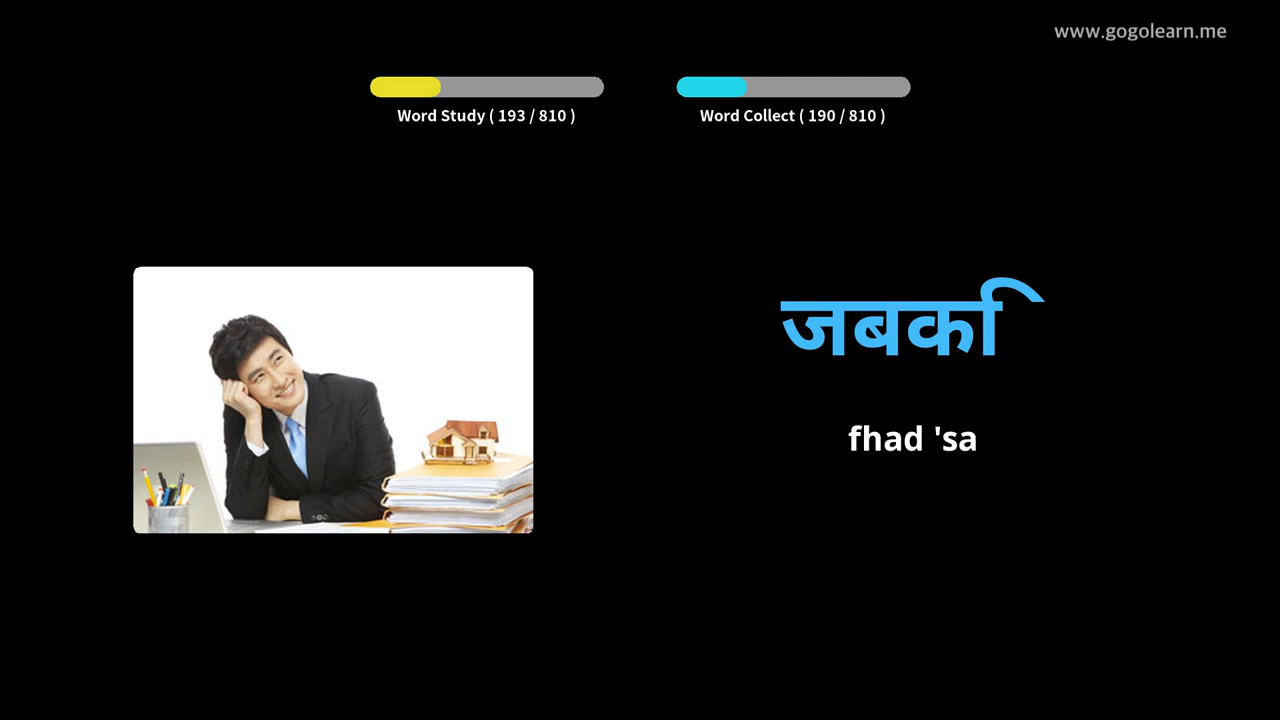 www.gogolearn.me
Word Study ( 193 / 810 )
Word Collect ( 190 / 810 )
जबकि
fhad 'sa